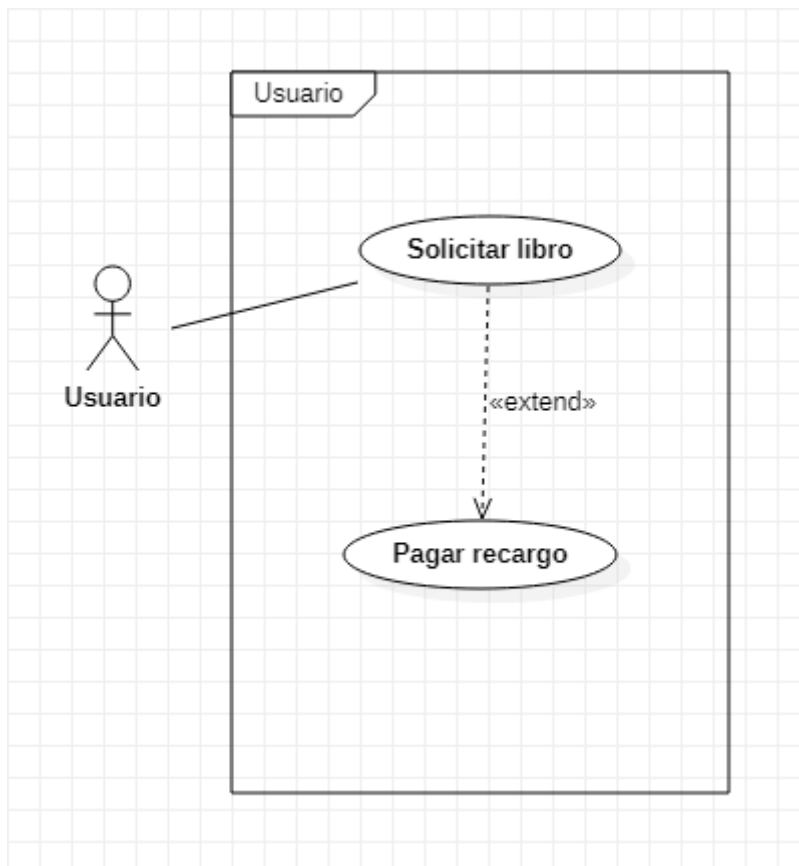 Usuario
Solicitar libro
Usuario
«extend»
Pagar recargo